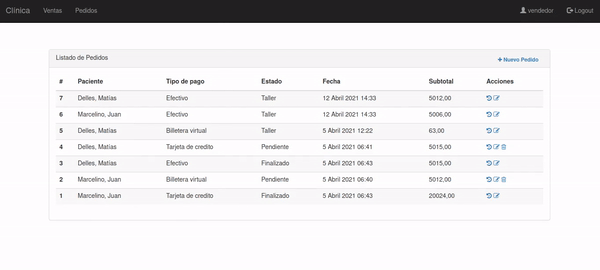 Clínica Ventas Pedidos vendedor Logout
Listado de Pedidos Nuevo Pedido
# Paciente Tipo de pago Estado Fecha Subtotal Acciones
7 Delles, Matías Efectivo Taller 12 Abril 2021 14:33 5012,00
6 Marcelino, Juan Efectivo Taller 12 Abril 2021 14:33 5006,00
5 Delles, Matías Billetera virtual Taller 5 Abril 2021 12:22 63,00
4 Delles, Matías Tarjeta de credito Pendiente 5 Abril 2021 06:41 5015,00
3 Delles, Matías Efectivo Finalizado 5 Abril 2021 06:43 5015,00
2 Marcelino, Juan Billetera virtual Pendiente 5 Abril 2021 06:40 5012,00
1 Marcelino, Juan Tarjeta de credito Finalizado 5 Abril 2021 06:43 20024,00